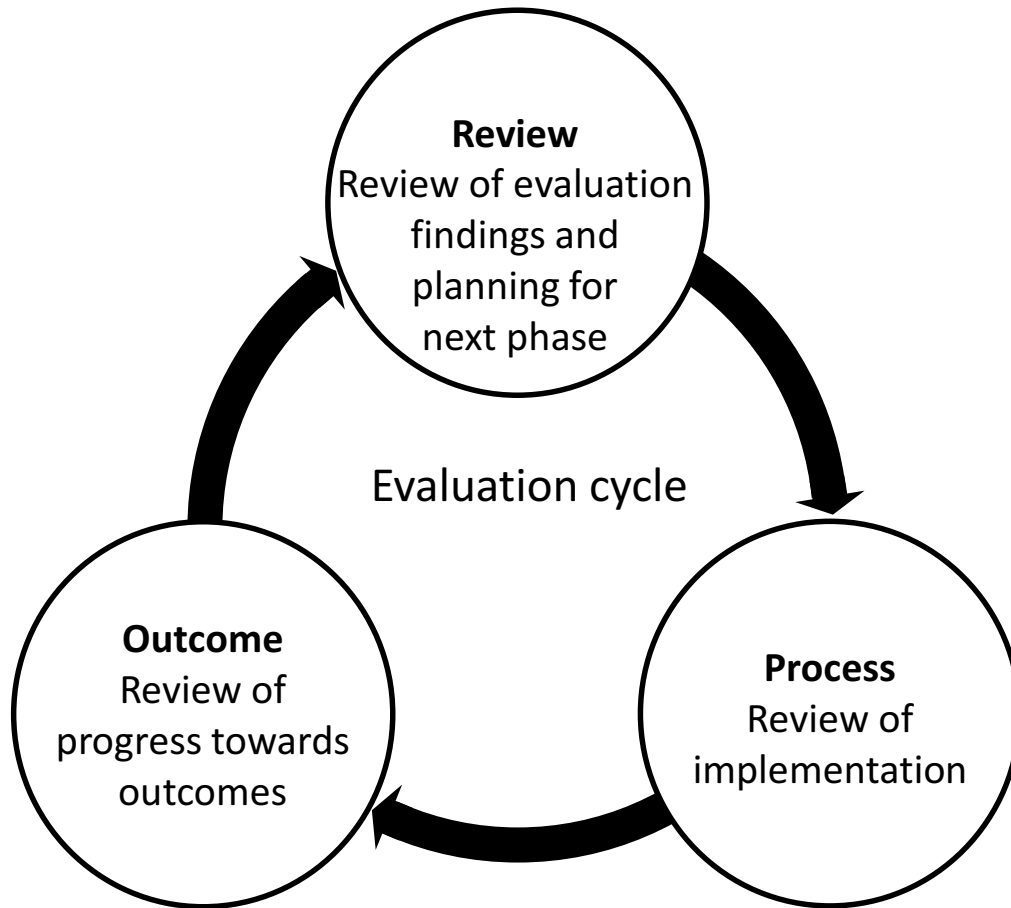 Review
Review of evaluation
findings and
planning for
next phase
Evaluation cycle
Outcome
Review of
progress towards
outcomes
Process
Review of
implementation